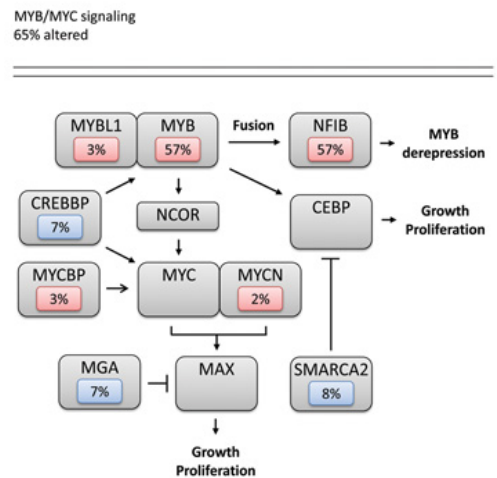 MYB/MYC signaling
65% altered
MYBL1
MYB
Fusion
NFIB
3%
57%
57%
MYB
derepression
CREBBP
7%
NCOR
CEBP
Growth
Proliferation
MYCBP
3%
MYC
MYCN
2%
MGA
7%
MAX
SMARCA2
8%
Growth
Proliferation